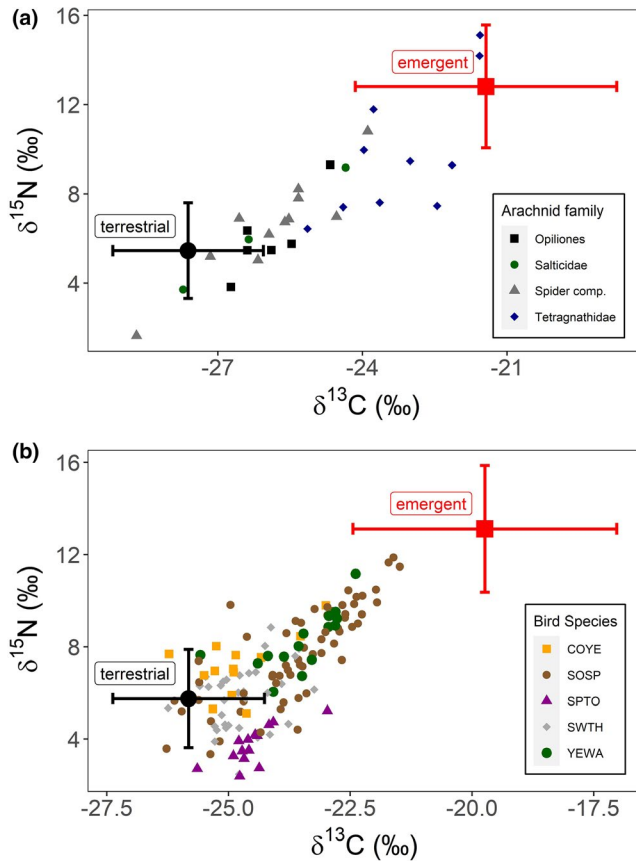 (a)
16
12
8
4
δ15N (‰)
emergent
terrestrial
Arachnid family
Opiliones
Salticidae
Spider comp.
Tetragnathidae
-27
-24
-21
δ13C (‰)
(b)
16
12
8
4
δ15N (‰)
emergent
terrestrial
Bird Species
COYE
SOSP
SPTO
SWTH
YEWA
-27.5
-25.0
-22.5
-20.0
-17.5
δ13C (‰)